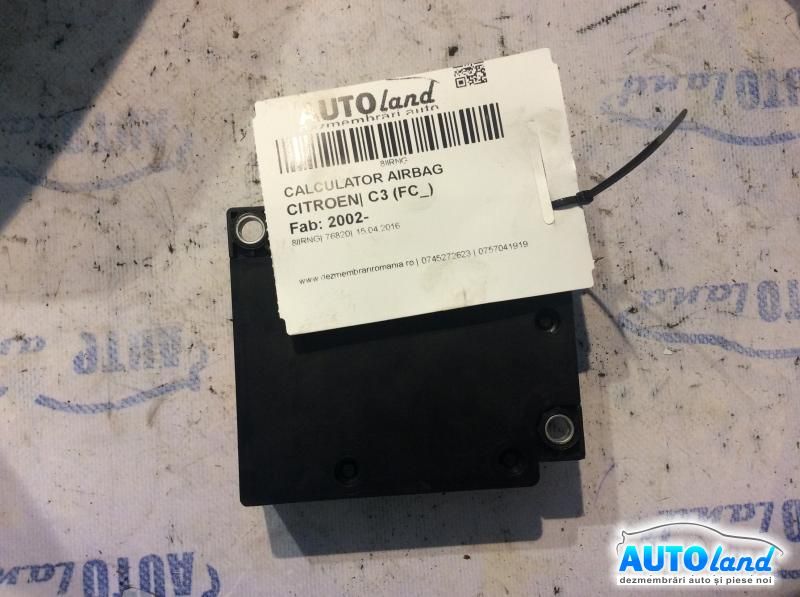 AUTOland
dezmembrări auto
8IIRNG
CALCULATOR AIRBAG
CITROEN| C3 (FC_)
Fab: 2002-
8IIRNG| 76820| 15.04.2016
www.dezmembrariromania.ro | 0745272623 | 0757041919
AUTOland
dezmembrări auto și piese noi